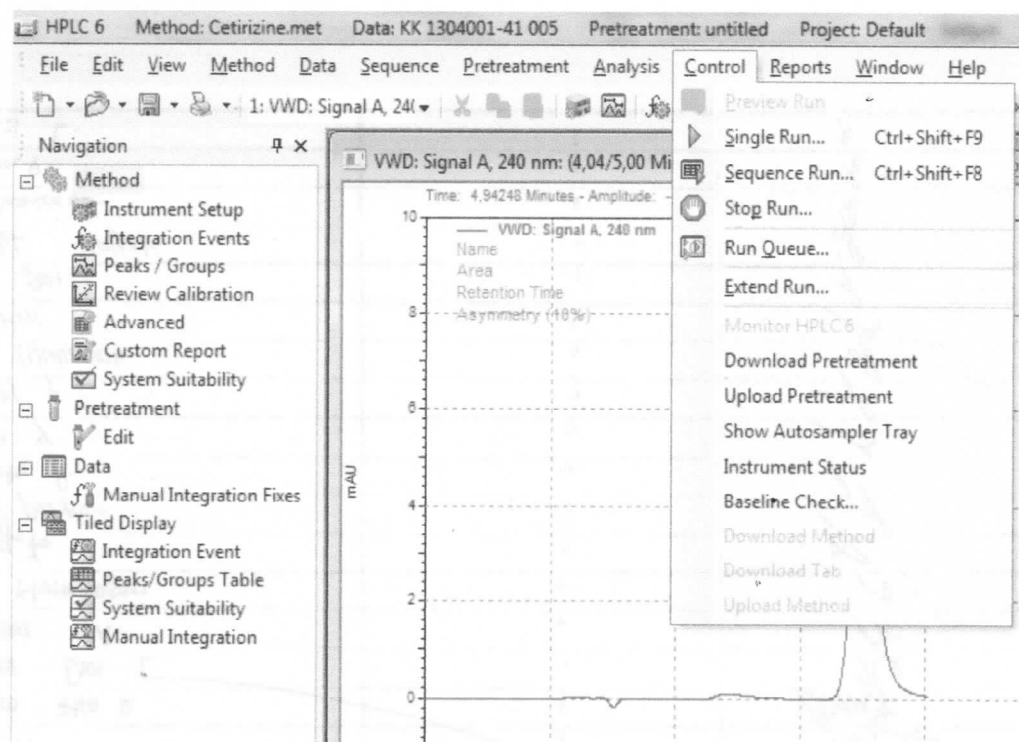 HPLC 6 Method: Cetirizine.met Data: KK 1304001-41 005 Pretreatment: untitled Project: Default
File Edit View Method Data Sequence Pretreatment Analysis Control Reports Window Help
1: VWD: Signal A, 24(
Navigation
Method
Instrument Setup
Integration Events
Peaks / Groups
Review Calibration
Advanced
Custom Report
System Suitability
Pretreatment
Edit
Data
Manual Integration Fixes
Tiled Display
Integration Event
Peaks/Groups Table
System Suitability
Manual Integration
VWD: Signal A, 240 nm: (4,04/5,00 Mi
Time: 4,94248 Minutes - Amplitude: -
VWD: Signal A, 240 nm
Name
Area
Retention Time
Asymmetry (10%)
10
8
6
4
2
0
mAU
Preview Run
Single Run... Ctrl+Shift+F9
Sequence Run... Ctrl+Shift+F8
Stop Run...
Run Queue...
Extend Run...
Monitor HPLC6
Download Pretreatment
Upload Pretreatment
Show Autosampler Tray
Instrument Status
Baseline Check...
Download Method
Download Tab
Upload Method